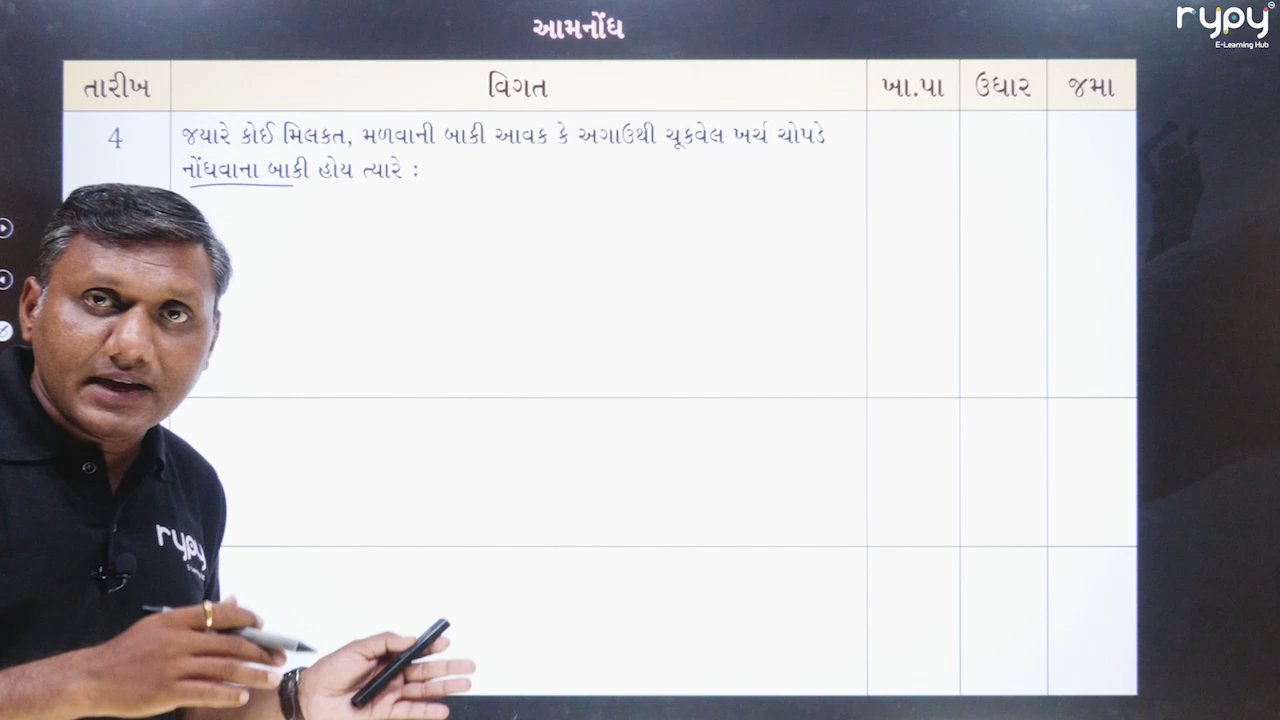 rypy
E-Learning Hub
આમનોંધ
તારીખ વિગત ખા.પા ઉધાર જમા
4 જયારે કોઈ મિલકત, મળવાની બાકી આવક કે અગાઉથી ચૂકવેલ ખર્ચ ચોપડે
નોંધવાના બાકી હોય ત્યારે :
rypy